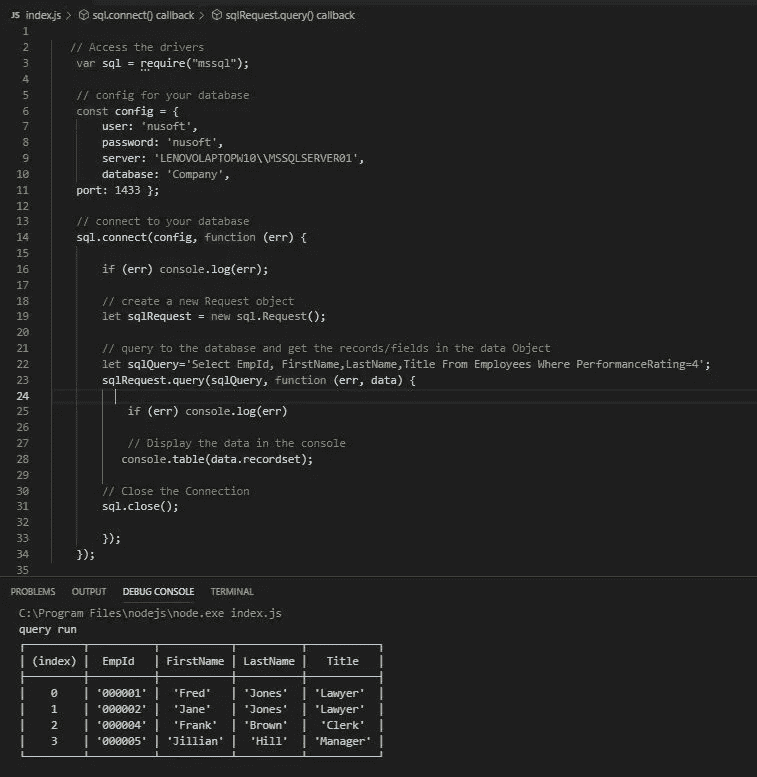 JS index.js > sql.connect() callback > sqlRequest.query() callback
1
2 // Access the drivers
3 var sql = require("mssql");
4
5 // config for your database
6 const config = {
7 user: 'nusoft',
8 password: 'nusoft',
9 server: 'LENOVOLAPTOPW10\\MSSQLSERVER01',
10 database: 'Company',
11 port: 1433 };
12
13 // connect to your database
14 sql.connect(config, function (err) {
15
16 if (err) console.log(err);
17
18 // create a new Request object
19 let sqlRequest = new sql.Request();
20
21 // query to the database and get the records/fields in the data Object
22 let sqlQuery='Select EmpId, FirstName,LastName,Title From Employees Where PerformanceRating=4';
23 sqlRequest.query(sqlQuery, function (err, data) {
24
25 if (err) console.log(err)
26
27 // Display the data in the console
28 console.table(data.recordset);
29
30 // Close the Connection
31 sql.close();
32
33 });
34 });
35
PROBLEMS OUTPUT DEBUG CONSOLE TERMINAL
C:\Program Files\nodejs\node.exe index.js
query run
(index) EmpId FirstName LastName Title
0 '000001' 'Fred' 'Jones' 'Lawyer'
1 '000002' 'Jane' 'Jones' 'Lawyer'
2 '000004' 'Frank' 'Brown' 'Clerk'
3 '000005' 'Jillian' 'Hill' 'Manager'